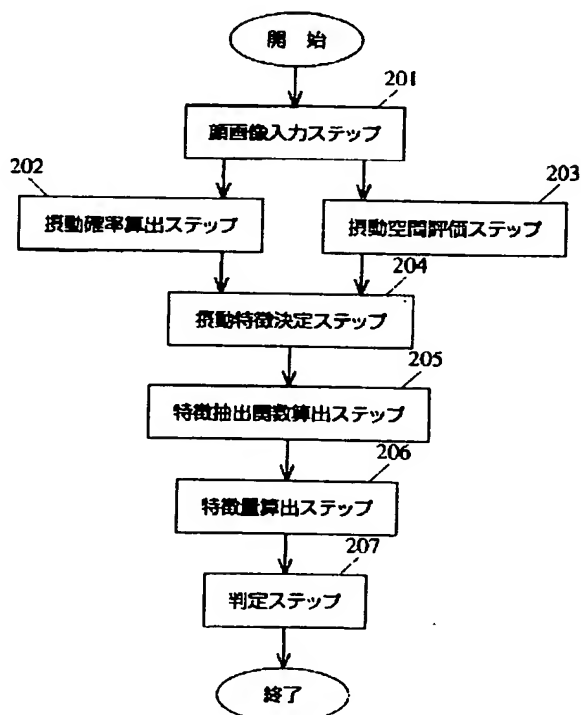 開 始
201
顔画像入力ステップ
202
203
摂動確率算出ステップ
摂動空間評価ステップ
204
摂動特徴決定ステップ
205
特徴抽出関数算出ステップ
206
特徴量算出ステップ
207
判定ステップ
終了